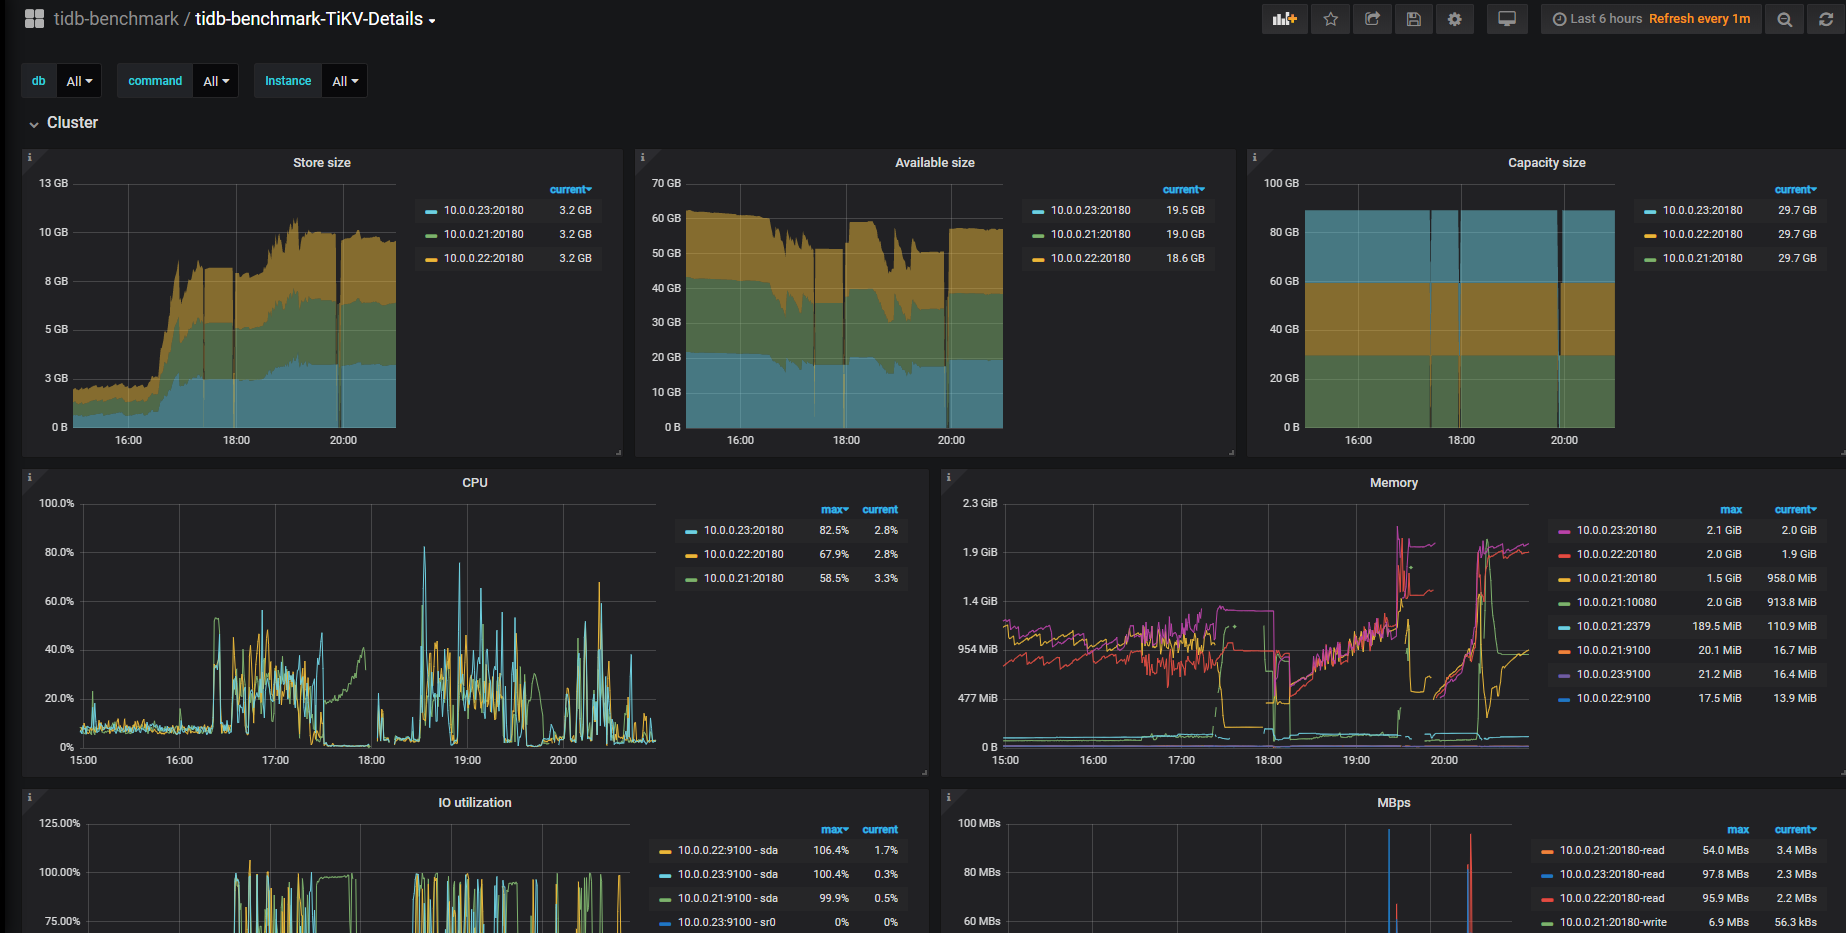 tidb-benchmark / tidb-benchmark-TiKV-Details
Last 6 hours Refresh every 1m
db All command All Instance All
Cluster
Store size
13 GB
10 GB
8 GB
5 GB
3 GB
0 B
16:00 18:00 20:00
current
10.0.0.23:20180 3.2 GB
10.0.0.21:20180 3.2 GB
10.0.0.22:20180 3.2 GB
Available size
70 GB
60 GB
50 GB
40 GB
30 GB
20 GB
10 GB
0 B
16:00 18:00 20:00
current
10.0.0.23:20180 19.5 GB
10.0.0.21:20180 19.0 GB
10.0.0.22:20180 18.6 GB
Capacity size
100 GB
80 GB
60 GB
40 GB
20 GB
0 B
16:00 18:00 20:00
current
10.0.0.23:20180 29.7 GB
10.0.0.22:20180 29.7 GB
10.0.0.21:20180 29.7 GB
CPU
100.0%
80.0%
60.0%
40.0%
20.0%
0%
15:00 16:00 17:00 18:00 19:00 20:00
max current
10.0.0.23:20180 82.5% 2.8%
10.0.0.22:20180 67.9% 2.8%
10.0.0.21:20180 58.5% 3.3%
Memory
2.3 GiB
1.9 GiB
1.4 GiB
954 MiB
477 MiB
0 B
15:00 16:00 17:00 18:00 19:00 20:00
max current
10.0.0.23:20180 2.1 GiB 2.0 GiB
10.0.0.22:20180 2.0 GiB 1.9 GiB
10.0.0.21:20180 1.5 GiB 958.0 MiB
10.0.0.21:10080 2.0 GiB 913.8 MiB
10.0.0.21:2379 189.5 MiB 110.9 MiB
10.0.0.21:9100 20.1 MiB 16.7 MiB
10.0.0.23:9100 21.2 MiB 16.4 MiB
10.0.0.22:9100 17.5 MiB 13.9 MiB
IO utilization
125.00%
100.00%
75.00%
max current
10.0.0.22:9100 - sda 106.4% 1.7%
10.0.0.23:9100 - sda 100.4% 0.3%
10.0.0.21:9100 - sda 99.9% 0.5%
10.0.0.23:9100 - sr0 0% 0%
MBps
100 MBs
80 MBs
60 MBs
max current
10.0.0.21:20180-read 54.0 MBs 3.4 MBs
10.0.0.23:20180-read 97.8 MBs 2.3 MBs
10.0.0.22:20180-read 95.9 MBs 2.2 MBs
10.0.0.21:20180-write 6.9 MBs 56.3 kBs